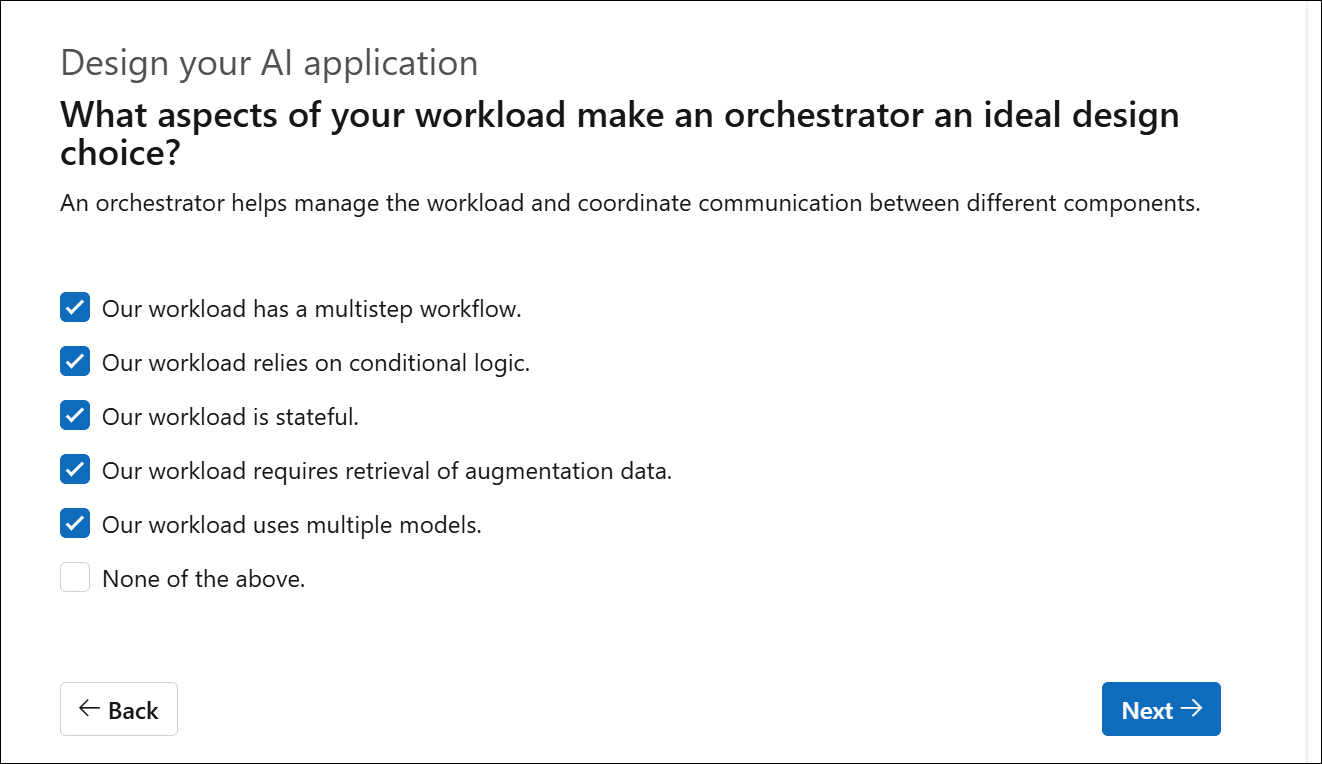 Design your AI application
What aspects of your workload make an orchestrator an ideal design
choice?
An orchestrator helps manage the workload and coordinate communication between different components.
Our workload has a multistep workflow.
Our workload relies on conditional logic.
Our workload is stateful.
Our workload requires retrieval of augmentation data.
Our workload uses multiple models.
None of the above.
← Back
Next →